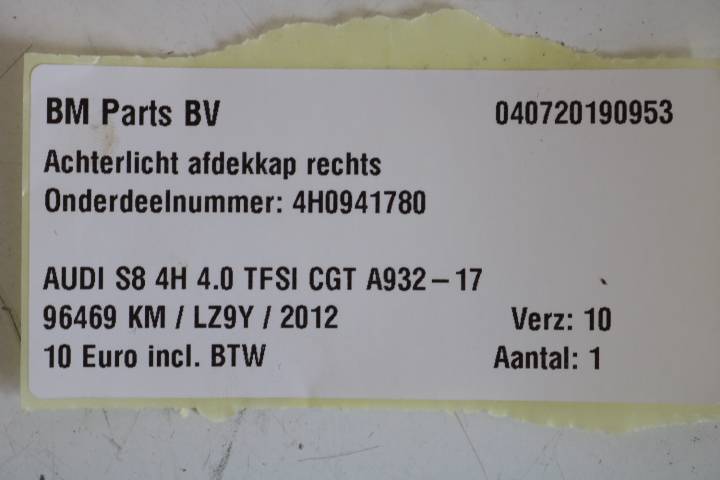 BM Parts BV 040720190953
Achterlicht afdekkap rechts
Onderdeelnummer: 4H0941780
AUDI S8 4H 4.0 TFSI CGT A932-17
96469 KM / LZ9Y / 2012 Verz: 10
10 Euro incl. BTW Aantal: 1